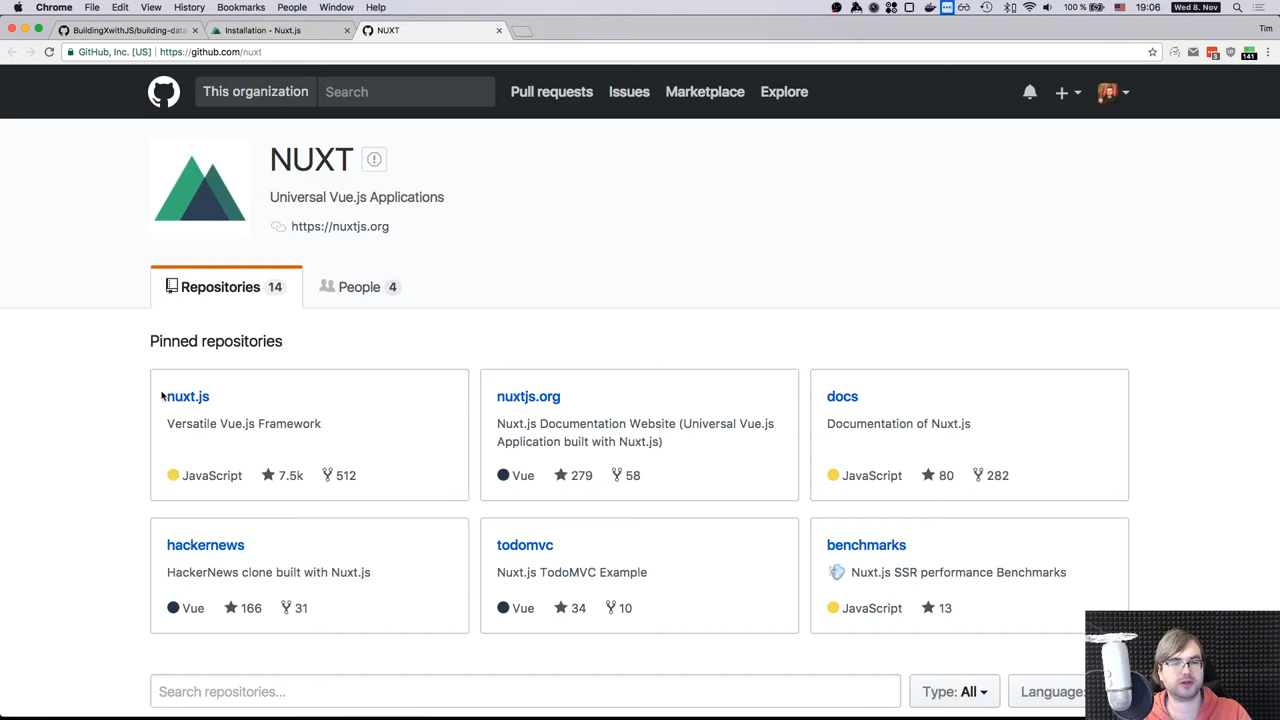 Chrome File Edit View History Bookmarks People Window Help 100 % Wed 8. Nov 19:06
BuildingXwithJS/building-data Installation - Nuxt.js NUXT Tim
GitHub, Inc. [US] https://github.com/nuxt 3 141
This organization Search Pull requests Issues Marketplace Explore
NUXT
Universal Vue.js Applications
https://nuxtjs.org
Repositories 14 People 4
Pinned repositories
nuxt.js
Versatile Vue.js Framework
JavaScript 7.5k 512
nuxtjs.org
Nuxt.js Documentation Website (Universal Vue.js
Application built with Nuxt.js)
Vue 279 58
docs
Documentation of Nuxt.js
JavaScript 80 282
hackernews
HackerNews clone built with Nuxt.js
Vue 166 31
todomvc
Nuxt.js TodoMVC Example
Vue 34 10
benchmarks
Nuxt.js SSR performance Benchmarks
JavaScript 13
Search repositories... Type: All Language: